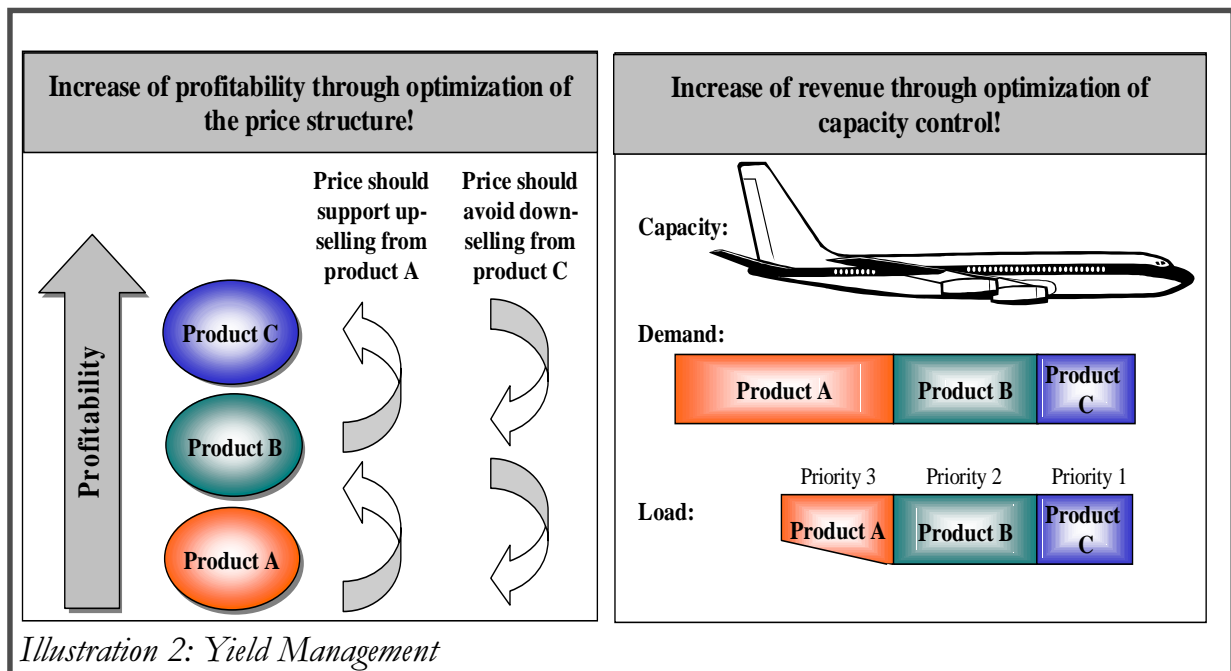 Increase of profitability through optimization of
the price structure!
Price should
support up-
selling from
product A
Price should
avoid down-
selling from
product C
Profitability
Product C
Product B
Product A
Increase of revenue through optimization of
capacity control!
Capacity:
Demand:
Product A
Product B
Product
C
Priority 3
Priority 2
Priority 1
Load:
Product A
Product B
Product
C
Illustration 2: Yield Management